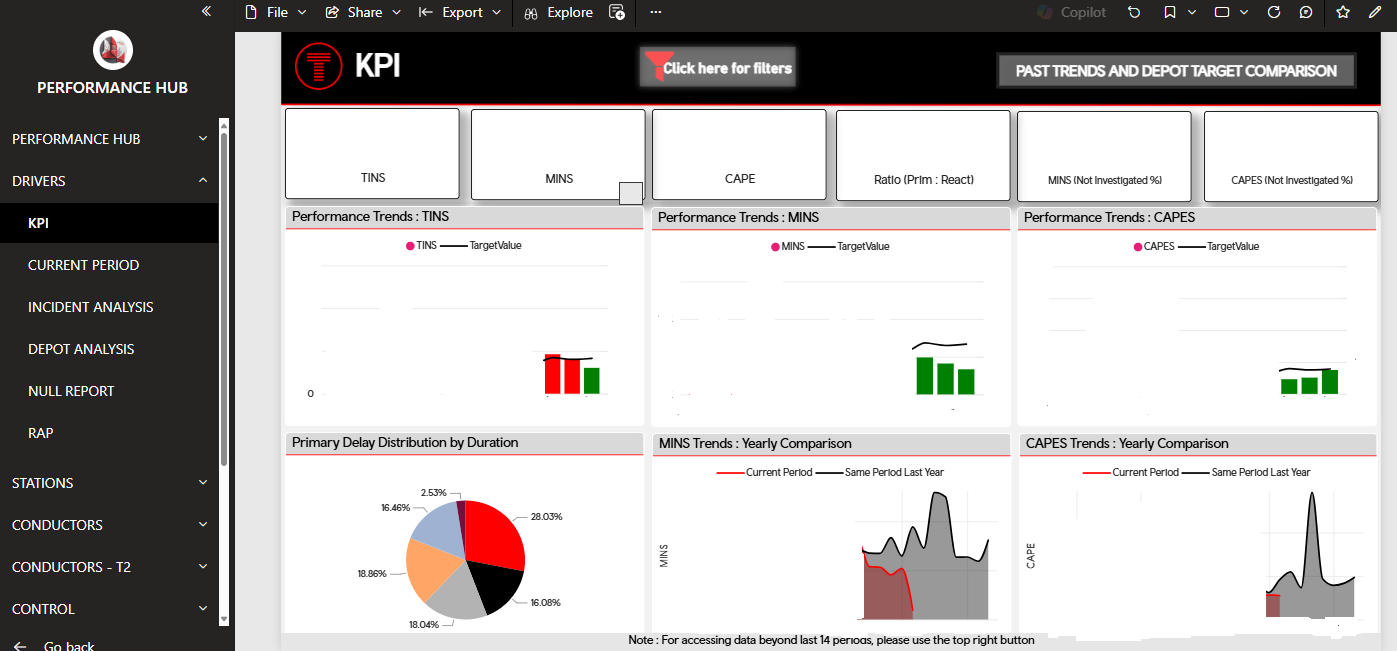 File
Share
Export
Explore
Copilot
PERFORMANCE HUB
PERFORMANCE HUB
DRIVERS
KPI
CURRENT PERIOD
INCIDENT ANALYSIS
DEPOT ANALYSIS
NULL REPORT
RAP
STATIONS
CONDUCTORS
CONDUCTORS - T2
CONTROL
Go back
KPI
Click here for filters
PAST TRENDS AND DEPOT TARGET COMPARISON
TINS
MINS
CAPE
Ratio (Prim : React)
MINS (Not Investigated %)
CAPES (Not Investigated %)
Performance Trends : TINS
TINS TargetValue
0
Performance Trends : MINS
MINS TargetValue
Performance Trends : CAPES
CAPES TargetValue
Primary Delay Distribution by Duration
2.53%
16.46%
28.03%
18.86%
16.08%
18.04%
MINS Trends : Yearly Comparison
Current Period Same Period Last Year
MINS
CAPES Trends : Yearly Comparison
Current Period Same Period Last Year
CAPE
Note : For accessing data beyond last 14 periods, please use the top right button